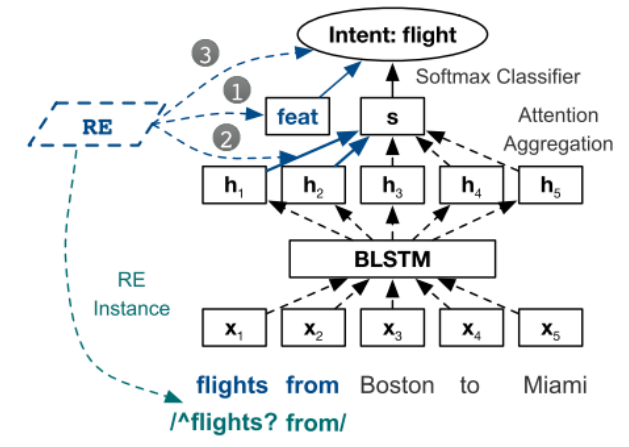 Intent: flight
3
Softmax Classifier
1
RE
feat
s
Attention
Aggregation
2
h1 h2 h3 h4 h5
BLSTM
RE
Instance
x1 x2 x3 x4 x5
flights from Boston to Miami
/^flights? from/